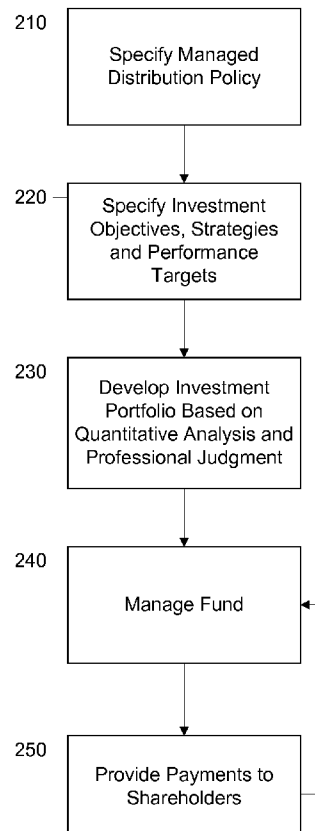 210
Specify Managed
Distribution Policy
220
Specify Investment
Objectives, Strategies
and Performance
Targets
230
Develop Investment
Portfolio Based on
Quantitative Analysis and
Professional Judgment
240
Manage Fund
250
Provide Payments to
Shareholders